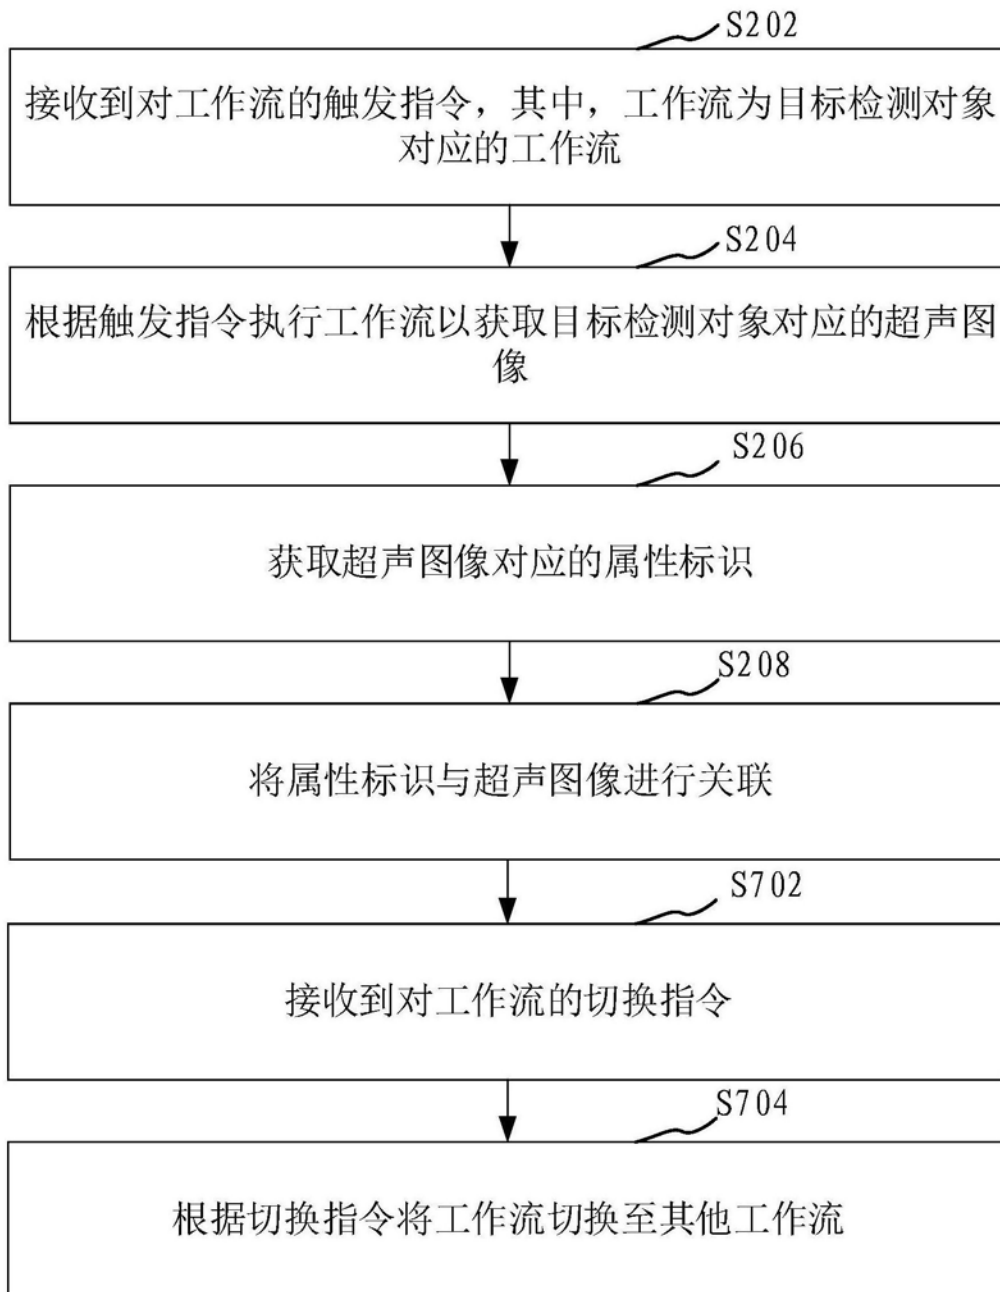 S202
接收到对工作流的触发指令，其中，工作流为目标检测对象
对应的工作流
S204
根据触发指令执行工作流以获取目标检测对象对应的超声图
像
S206
获取超声图像对应的属性标识
S208
将属性标识与超声图像进行关联
S702
接收到对工作流的切换指令
S704
根据切换指令将工作流切换至其他工作流